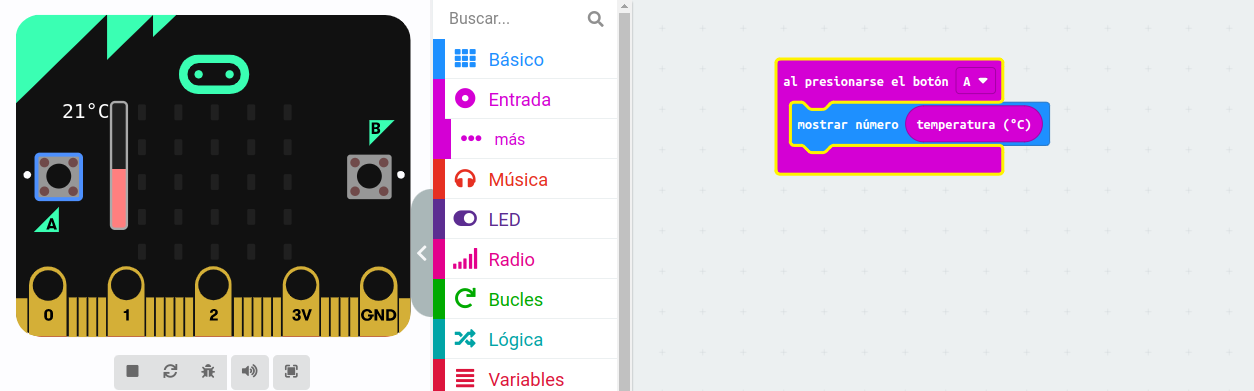 21°C
B
A
0 1 2 3V GND
Buscar...
Básico
Entrada
más
Música
LED
Radio
Bucles
Lógica
Variables
al presionarse el botón A
mostrar número temperatura (°C)